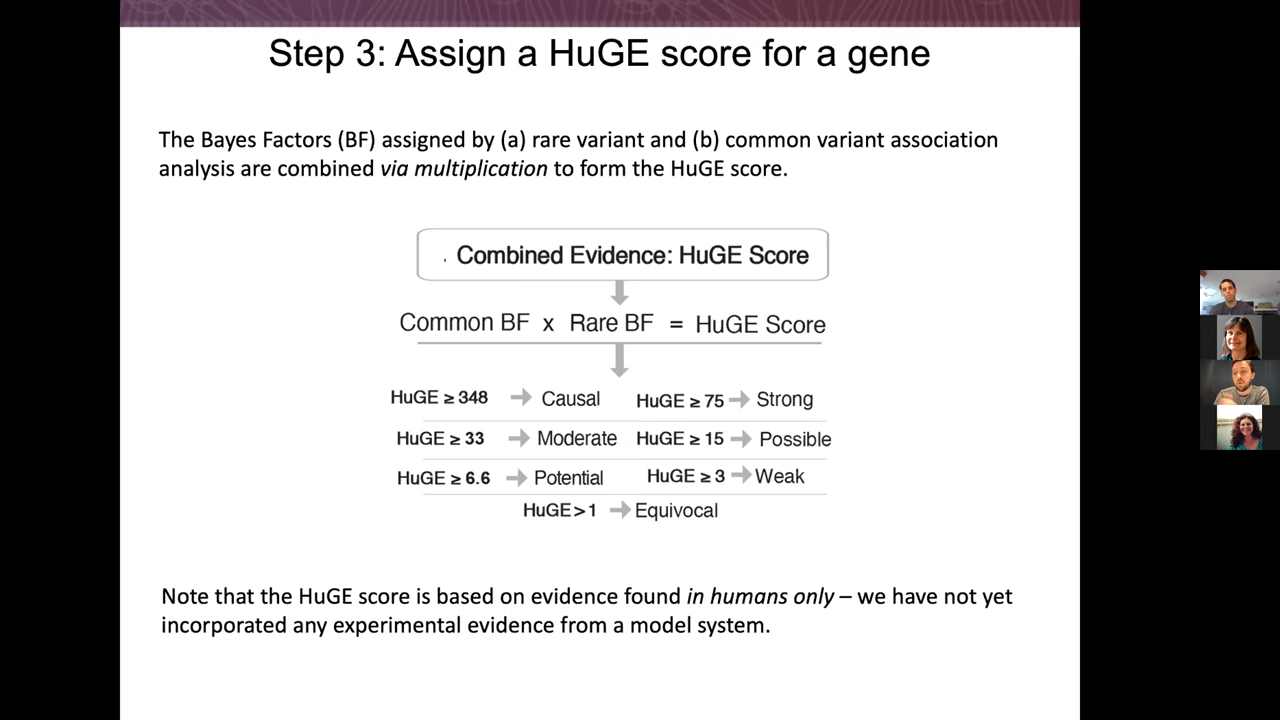 Step 3: Assign a HuGE score for a gene
The Bayes Factors (BF) assigned by (a) rare variant and (b) common variant association
analysis are combined via multiplication to form the HuGE score.
Combined Evidence: HuGE Score
Common BF x Rare BF = HuGE Score
HuGE ≥ 348 → Causal HuGE ≥ 75 → Strong
HuGE ≥ 33 → Moderate HuGE ≥ 15 → Possible
HuGE ≥ 6.6 → Potential HuGE ≥ 3 → Weak
HuGE > 1 → Equivocal
Note that the HuGE score is based on evidence found in humans only – we have not yet
incorporated any experimental evidence from a model system.